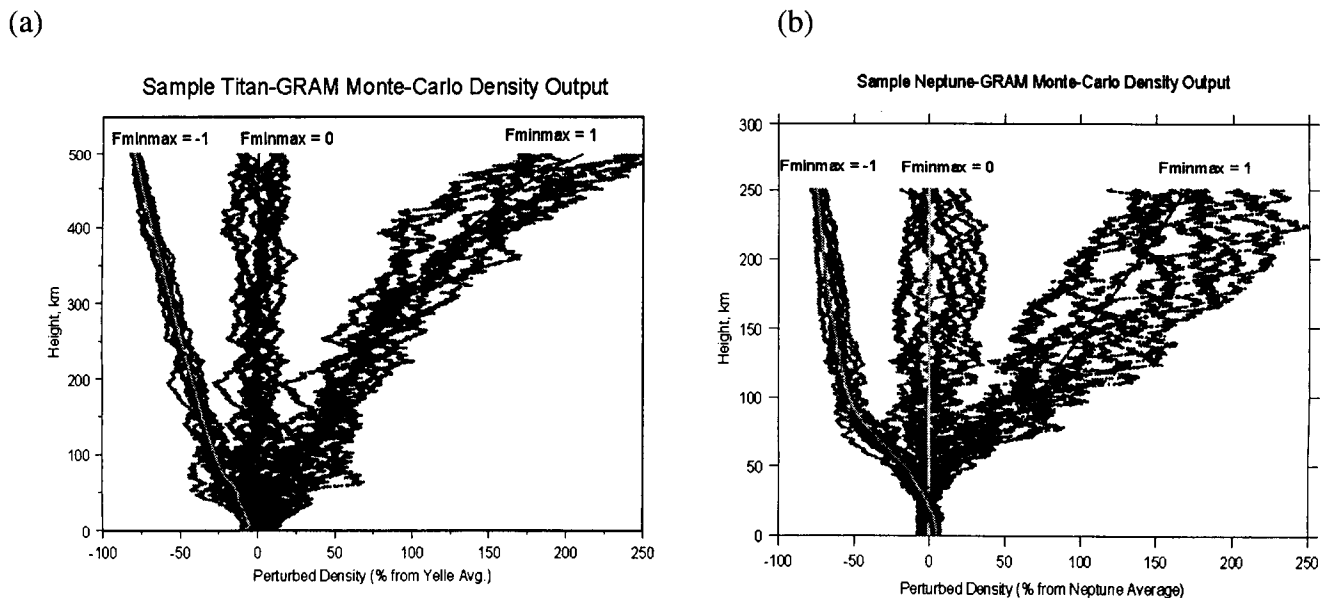 (a)
Sample Titan-GRAM Monte-Carlo Density Output
Fminmax = -1 Fminmax = 0 Fminmax = 1
500
400
300
200
100
0
Height, km
-100 -50 0 50 100 150 200 250
Perturbed Density (% from Yelle Avg.)
(b)
Sample Neptune-GRAM Monte-Carlo Density Output
300
Fminmax = -1 Fminmax = 0 Fminmax = 1
250
200
150
100
50
0
Height, km
-100 -50 0 50 100 150 200 250
Perturbed Density (% from Neptune Average)